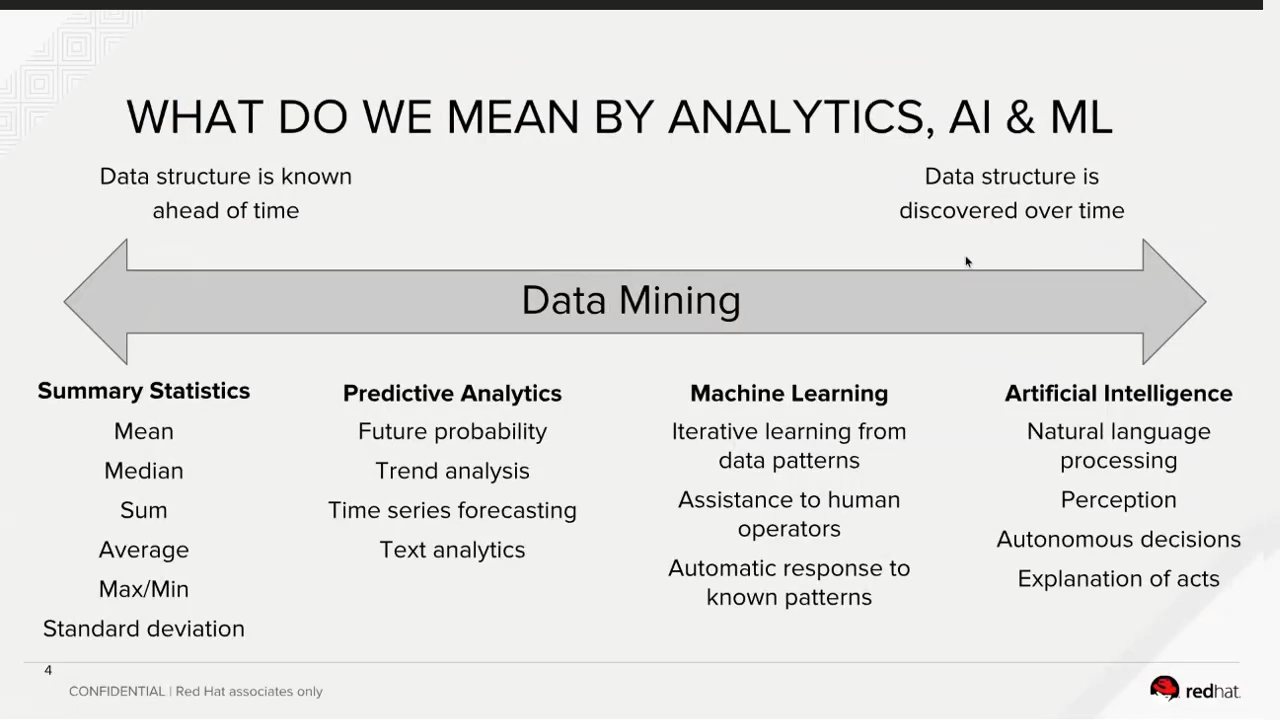 WHAT DO WE MEAN BY ANALYTICS, AI & ML
Data structure is known
ahead of time
Data structure is
discovered over time
Data Mining
Summary Statistics
Mean
Median
Sum
Average
Max/Min
Standard deviation
Predictive Analytics
Future probability
Trend analysis
Time series forecasting
Text analytics
Machine Learning
Iterative learning from
data patterns
Assistance to human
operators
Automatic response to
known patterns
Artificial Intelligence
Natural language
processing
Perception
Autonomous decisions
Explanation of acts
4
CONFIDENTIAL | Red Hat associates only
redhat.